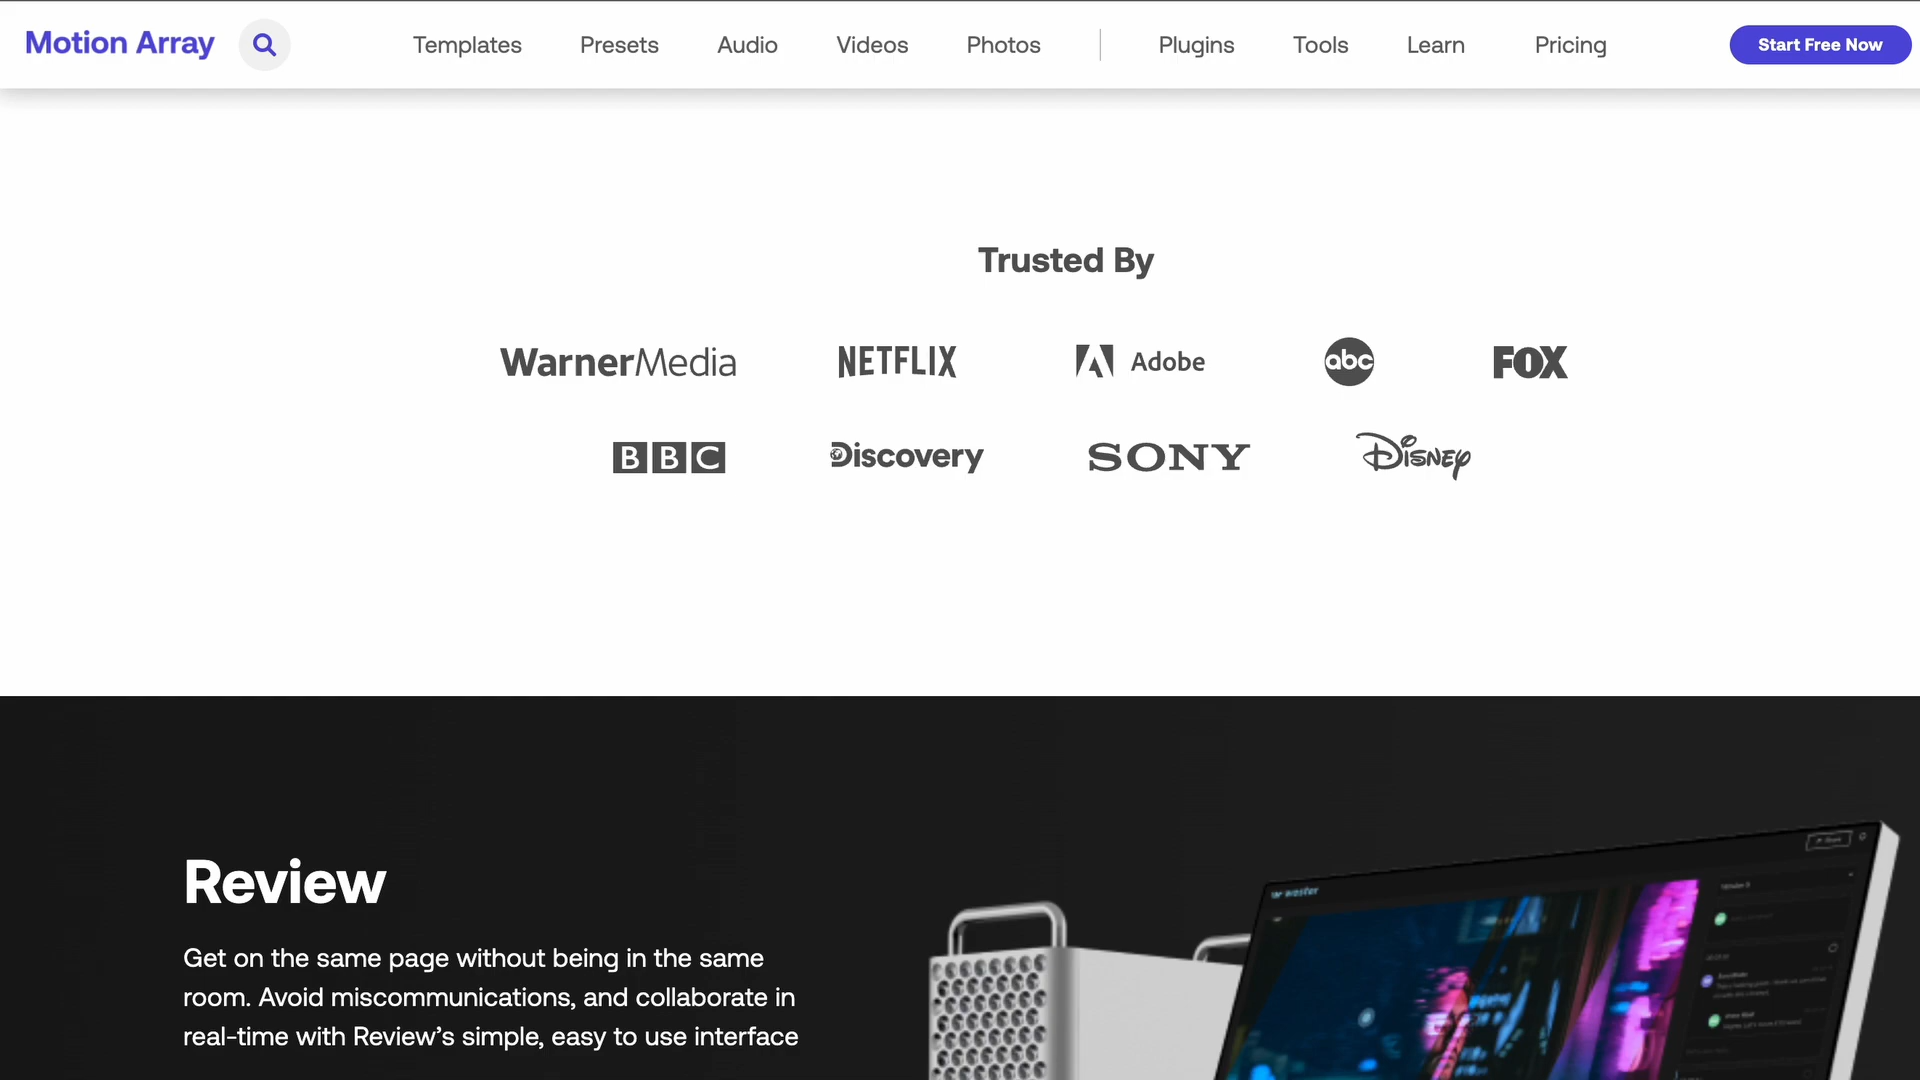 Motion Array
Templates Presets Audio Videos Photos Plugins Tools Learn Pricing
Start Free Now
Trusted By
WarnerMedia NETFLIX Adobe abc FOX
BBC Discovery SONY Disney
Review
Get on the same page without being in the same
room. Avoid miscommunications, and collaborate in
real-time with Review’s simple, easy to use interface